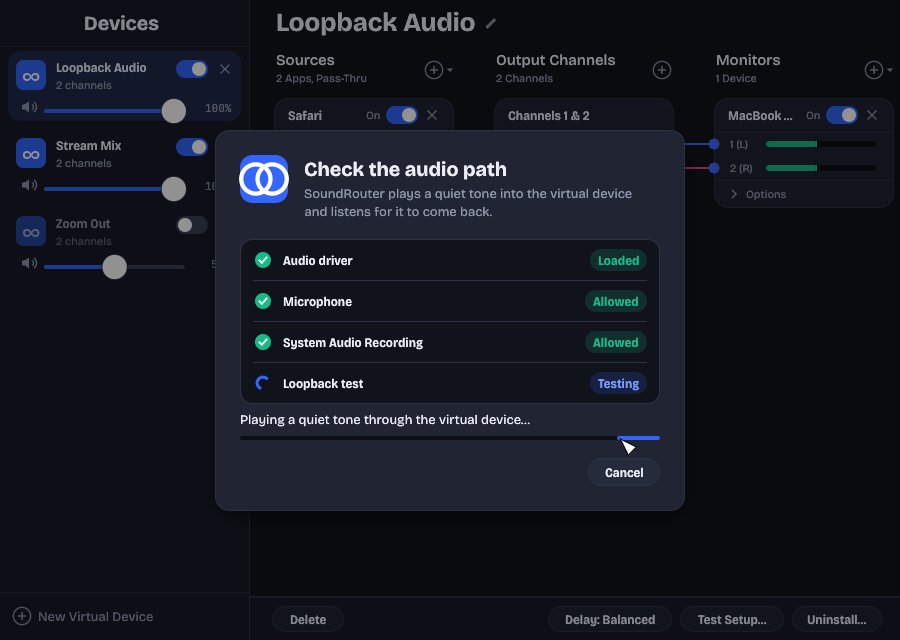 Devices
Loopback Audio
2 channels
100%
Stream Mix
2 channels
Zoom Out
2 channels
New Virtual Device
Loopback Audio
Sources
2 Apps, Pass-Thru
Output Channels
2 Channels
Monitors
1 Device
Safari
On
Channels 1 & 2
MacBook ...
On
1 (L)
2 (R)
Options
Check the audio path
SoundRouter plays a quiet tone into the virtual device
and listens for it to come back.
Audio driver
Loaded
Microphone
Allowed
System Audio Recording
Allowed
Loopback test
Testing
Playing a quiet tone through the virtual device...
Cancel
Delete
Delay: Balanced
Test Setup...
Uninstall...